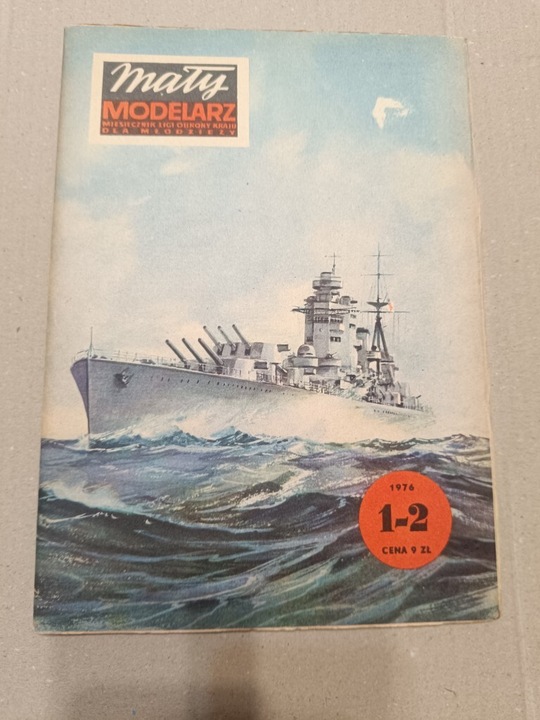 Mały
MODELARZ
MIESIĘCZNIK LIGI OBRONY KRAJU
DLA MŁODZIEŻY
1976
1-2
CENA 9 ZŁ